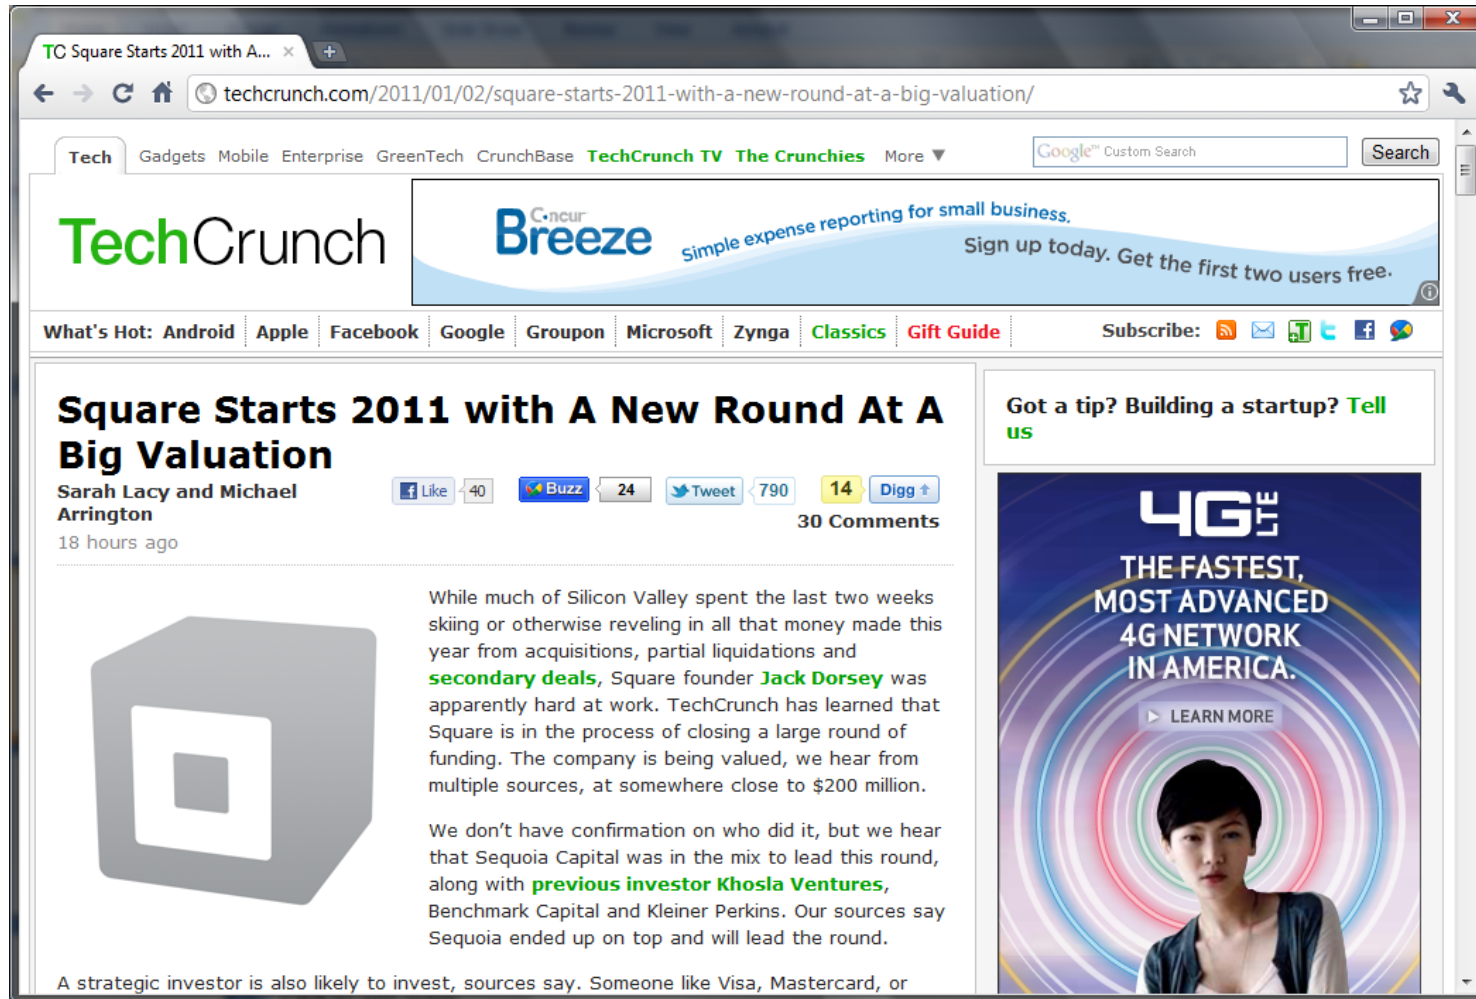 TC Square Starts 2011 with A...
techcrunch.com/2011/01/02/square-starts-2011-with-a-new-round-at-a-big-valuation/
Tech Gadgets Mobile Enterprise GreenTech CrunchBase TechCrunch TV The Crunchies More ▼ Google™ Custom Search Search
TechCrunch
C•ncur
Breeze
Simple expense reporting for small business.
Sign up today. Get the first two users free.
What's Hot: Android Apple Facebook Google Groupon Microsoft Zynga Classics Gift Guide Subscribe:
Square Starts 2011 with A New Round At A
Big Valuation
Sarah Lacy and Michael
Arrington
18 hours ago
Like 40 Buzz 24 Tweet 790 14 Digg
30 Comments
While much of Silicon Valley spent the last two weeks
skiing or otherwise reveling in all that money made this
year from acquisitions, partial liquidations and
secondary deals, Square founder Jack Dorsey was
apparently hard at work. TechCrunch has learned that
Square is in the process of closing a large round of
funding. The company is being valued, we hear from
multiple sources, at somewhere close to $200 million.
We don’t have confirmation on who did it, but we hear
that Sequoia Capital was in the mix to lead this round,
along with previous investor Khosla Ventures,
Benchmark Capital and Kleiner Perkins. Our sources say
Sequoia ended up on top and will lead the round.
A strategic investor is also likely to invest, sources say. Someone like Visa, Mastercard, or
Got a tip? Building a startup? Tell
us
4G LTE
THE FASTEST,
MOST ADVANCED
4G NETWORK
IN AMERICA.
LEARN MORE